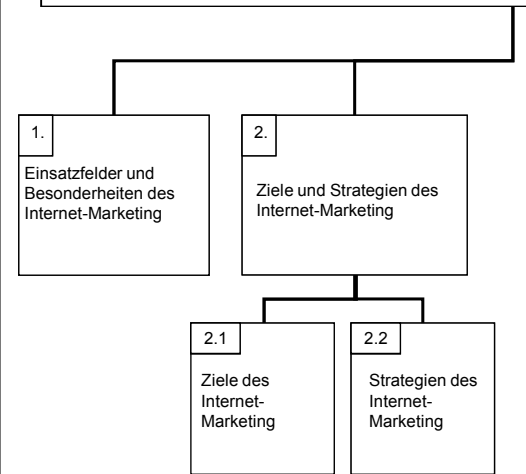 1.
Einsatzfelder und
Besonderheiten des
Internet-Marketing
2.
Ziele und Strategien des
Internet-Marketing
2.1
Ziele des
Internet-
Marketing
2.2
Strategien des
Internet-
Marketing